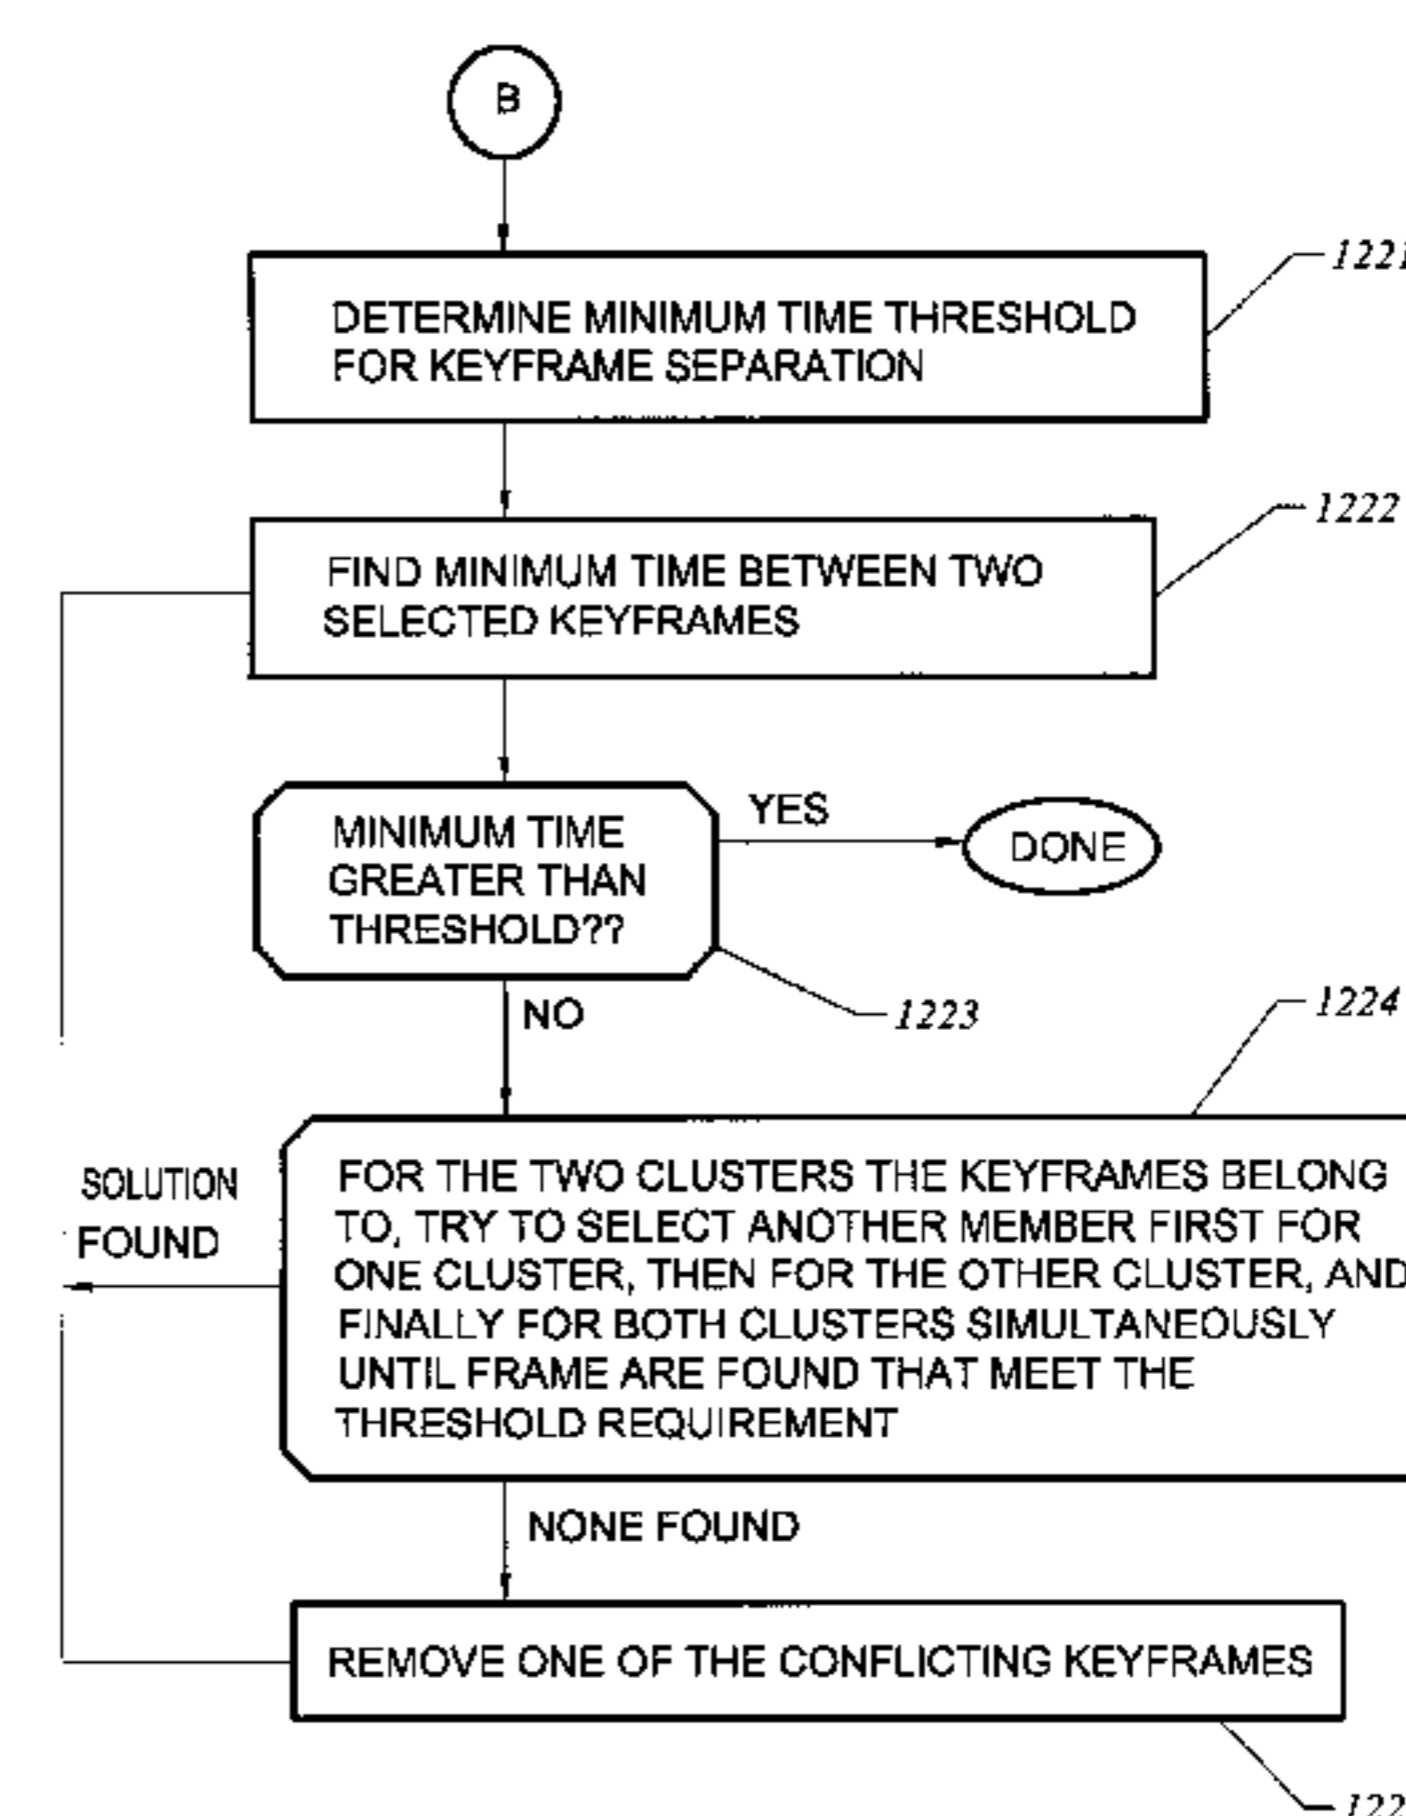 B
1221
DETERMINE MINIMUM TIME THRESHOLD
FOR KEYFRAME SEPARATION
1222
FIND MINIMUM TIME BETWEEN TWO
SELECTED KEYFRAMES
YES
MINIMUM TIME
GREATER THAN
THRESHOLD??
DONE
NO
1223
1224
SOLUTION
FOUND
FOR THE TWO CLUSTERS THE KEYFRAMES BELONG
TO, TRY TO SELECT ANOTHER MEMBER FIRST FOR
ONE CLUSTER, THEN FOR THE OTHER CLUSTER, AND
FINALLY FOR BOTH CLUSTERS SIMULTANEOUSLY
UNTIL FRAME ARE FOUND THAT MEET THE
THRESHOLD REQUIREMENT
NONE FOUND
REMOVE ONE OF THE CONFLICTING KEYFRAMES